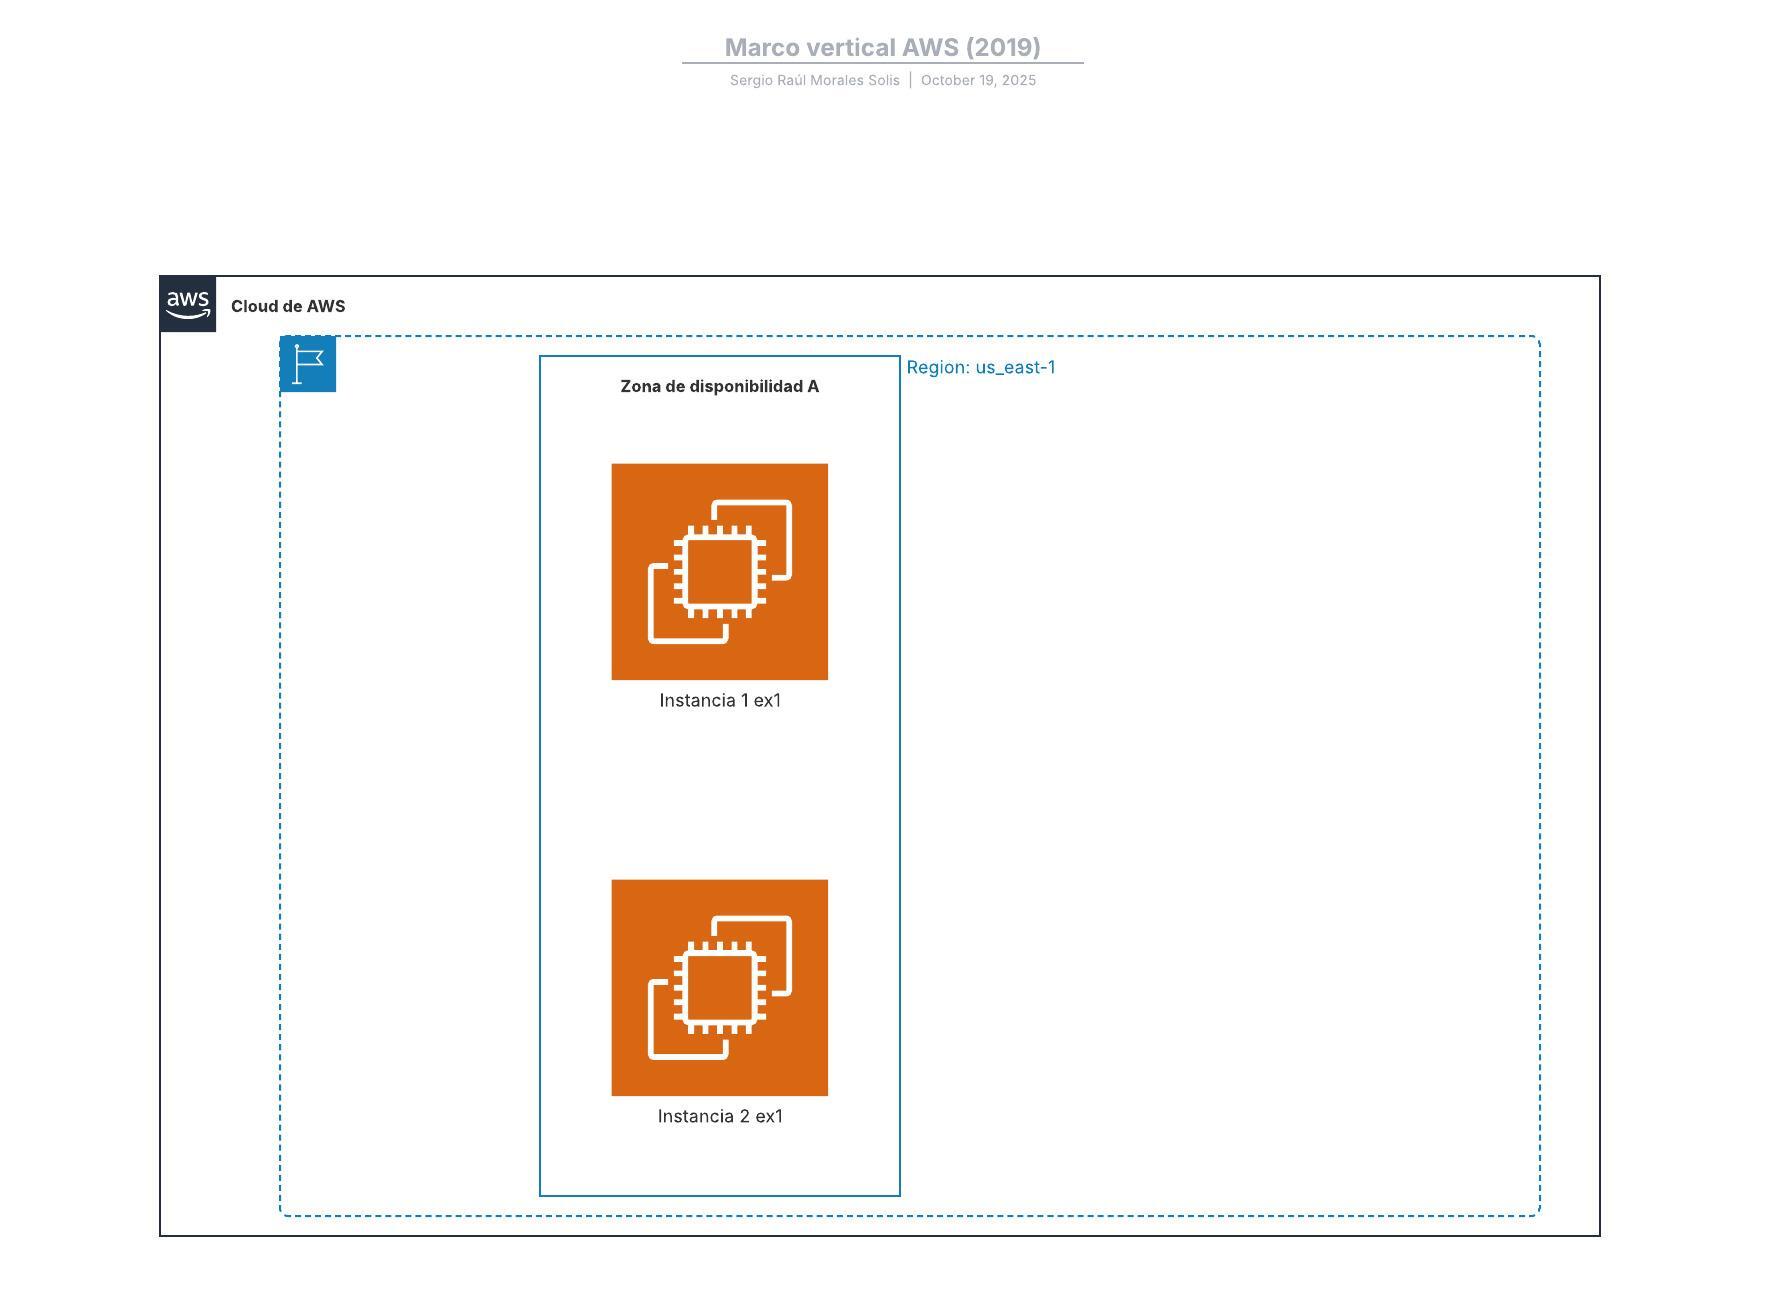 Marco vertical AWS (2019)
Sergio Raúl Morales Solis | October 19, 2025
aws
Cloud de AWS
Region: us_east-1
Zona de disponibilidad A
Instancia 1 ex1
Instancia 2 ex1